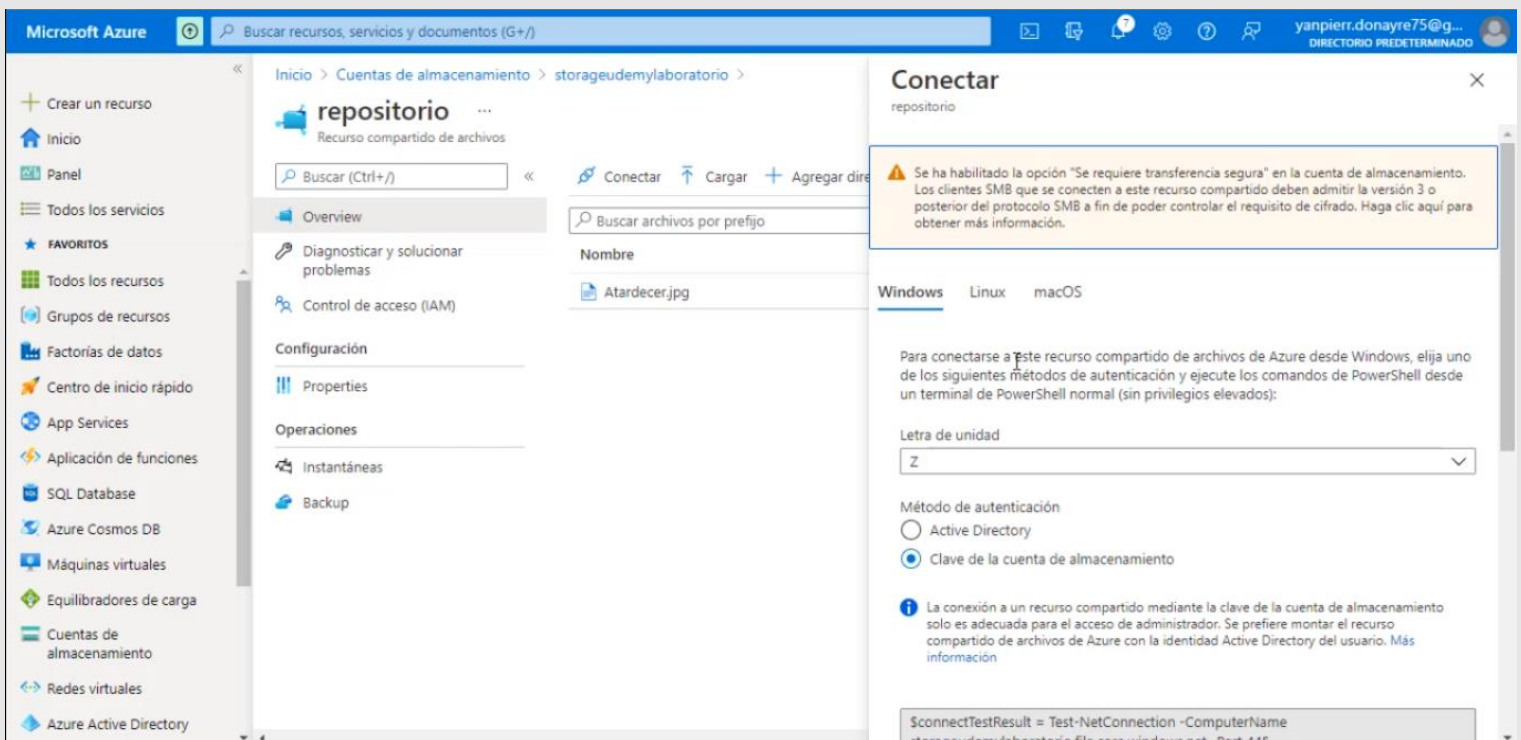 Microsoft Azure
Buscar recursos, servicios y documentos (G+/)
7
yanpierr.donayre75@g...
DIRECTORIO PREDETERMINADO
Crear un recurso
Inicio
Panel
Todos los servicios
FAVORITOS
Todos los recursos
Grupos de recursos
Factorías de datos
Centro de inicio rápido
App Services
Aplicación de funciones
SQL Database
Azure Cosmos DB
Máquinas virtuales
Equilibradores de carga
Cuentas de
almacenamiento
Redes virtuales
Azure Active Directory
Inicio > Cuentas de almacenamiento > storageudemylaboratorio >
repositorio ...
Recurso compartido de archivos
Buscar (Ctrl+/)
Overview
Diagnosticar y solucionar
problemas
Control de acceso (IAM)
Configuración
Properties
Operaciones
Instantáneas
Backup
Conectar Cargar Agregar dire
Buscar archivos por prefijo
Nombre
Atardecer.jpg
Conectar
repositorio
Se ha habilitado la opción "Se requiere transferencia segura" en la cuenta de almacenamiento.
Los clientes SMB que se conecten a este recurso compartido deben admitir la versión 3 o
posterior del protocolo SMB a fin de poder controlar el requisito de cifrado. Haga clic aquí para
obtener más información.
Windows Linux macOS
Para conectarse a este recurso compartido de archivos de Azure desde Windows, elija uno
de los siguientes métodos de autenticación y ejecute los comandos de PowerShell desde
un terminal de PowerShell normal (sin privilegios elevados):
Letra de unidad
Z
Método de autenticación
Active Directory
Clave de la cuenta de almacenamiento
La conexión a un recurso compartido mediante la clave de la cuenta de almacenamiento
solo es adecuada para el acceso de administrador. Se prefiere montar el recurso
compartido de archivos de Azure con la identidad Active Directory del usuario. Más
información
$connectTestResult = Test-NetConnection -ComputerName